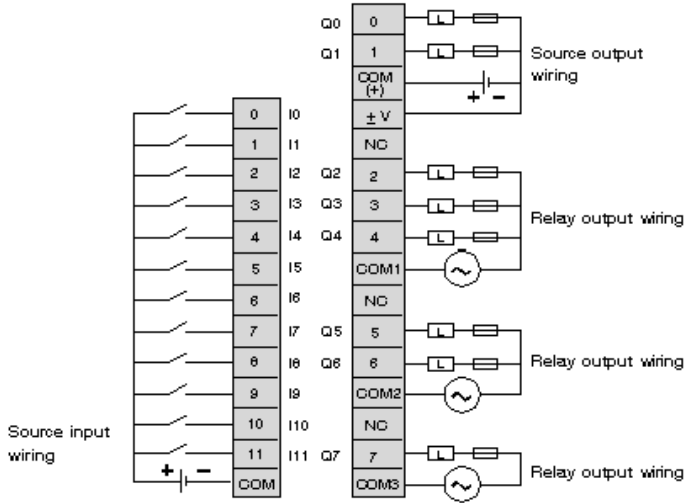 Q0 0 L
Q1 1 L
Source output
wiring
COM
(+)
+ −
0 I0
± V
1 I1
NC
2 I2
Q2 2 L
3 I3
Q3 3 L
Relay output wiring
4 I4
Q4 4 L
5 I5
COM1
6 I6
NC
7 I7
Q5 5 L
8 I8
Q6 6 L
Relay output wiring
9 I9
COM2
10 I10
NC
Source input
wiring
11 I11
Q7 7 L
+ −
COM
COM3
Relay output wiring